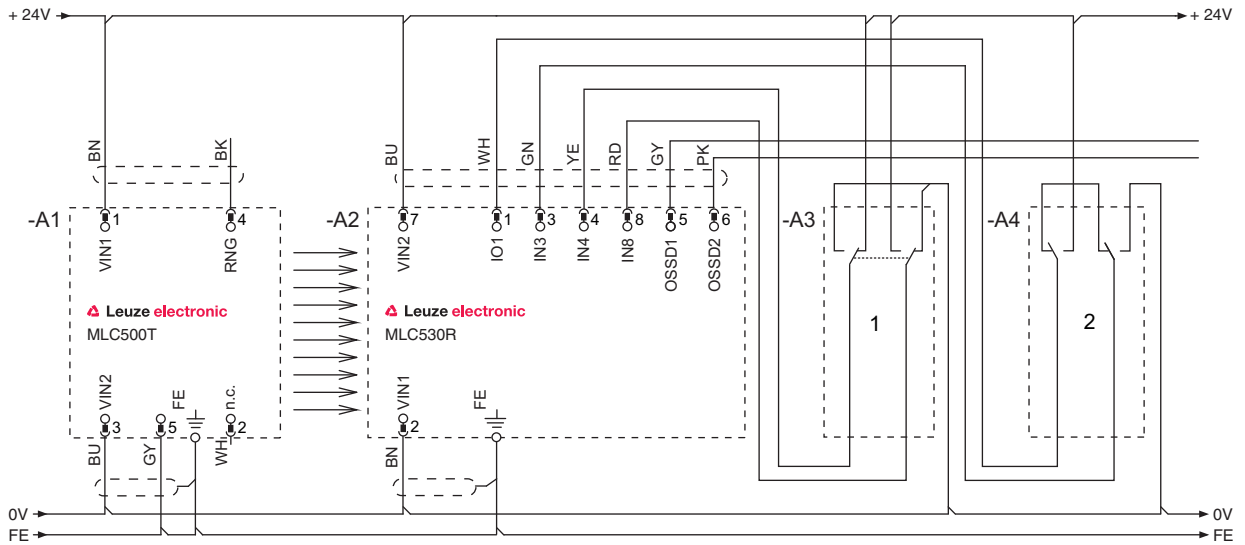 + 24V + 24V
BN BK BU WH GN YE RD GY PK
-A1 1 4 -A2 7 1 3 4 8 5 6 -A3 -A4
VIN1 RNG VIN2 IO1 IN3 IN4 IN8 OSSD1 OSSD2
Leuze electronic Leuze electronic
MLC500T MLC530R 1 2
VIN2 FE n.c. VIN1 FE
3 5 2 2
BU GY WH BN
0V 0V
FE FE